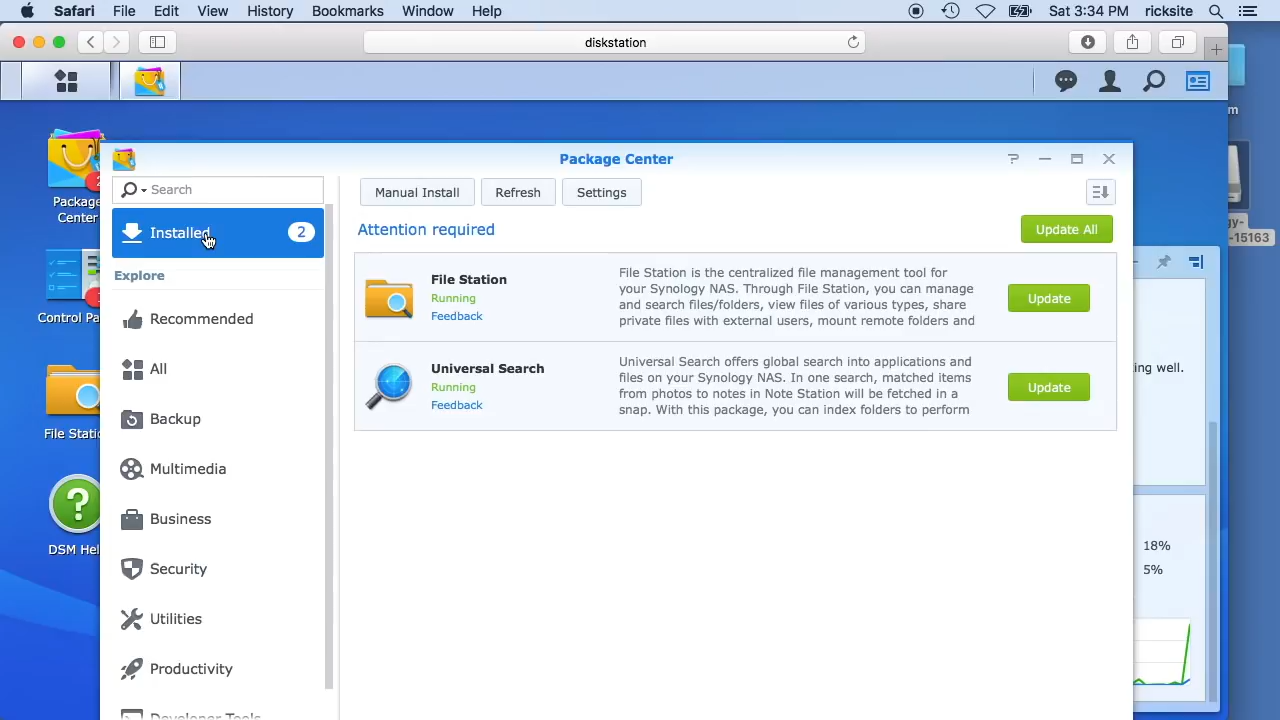 Safari File Edit View History Bookmarks Window Help Sat 3:34 PM ricksite
diskstation
Package Center
Control Pa
File Static
DSM Hel
Package Center
Search
Installed 2
Explore
Recommended
All
Backup
Multimedia
Business
Security
Utilities
Productivity
Developer Tools
Manual Install Refresh Settings
Attention required Update All
File Station
Running
Feedback
File Station is the centralized file management tool for
your Synology NAS. Through File Station, you can manage
and search files/folders, view files of various types, share
private files with external users, mount remote folders and
Update
Universal Search
Running
Feedback
Universal Search offers global search into applications and
files on your Synology NAS. In one search, matched items
from photos to notes in Note Station will be fetched in a
snap. With this package, you can index folders to perform
Update
ng well.
18%
5%
m
gy-
-15163